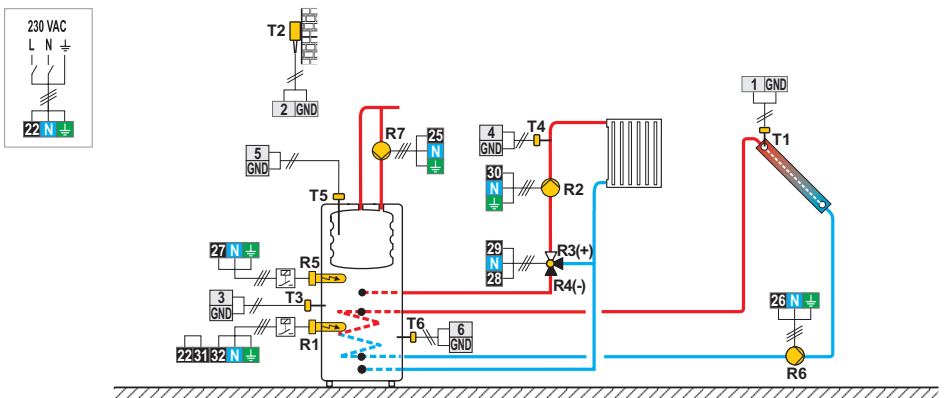 230 VAC
L N
22 N
T2
2 GND
R7
25
N
5
GND
T5
4
GND
T4
30
N
R2
1 GND
T1
29
N
28
R3(+)
R4(-)
27 N
R5
3
GND
T3
R1
22 31 32 N
T6
6
GND
26 N
R6